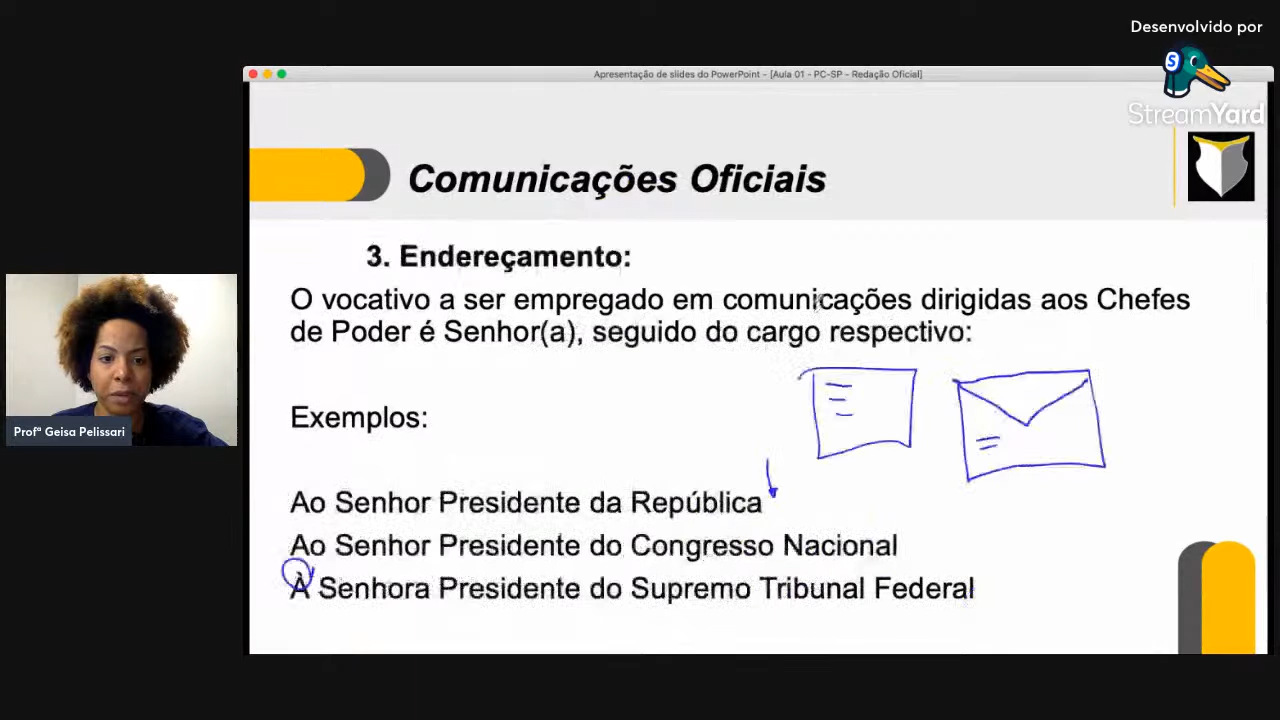 Desenvolvido por
StreamYard
Apresentação de slides do PowerPoint - [Aula 01 - PC-SP - Redação Oficial]
Comunicações Oficiais
3. Endereçamento:
O vocativo a ser empregado em comunicações dirigidas aos Chefes
de Poder é Senhor(a), seguido do cargo respectivo:
Exemplos:
Ao Senhor Presidente da República
Ao Senhor Presidente do Congresso Nacional
À Senhora Presidente do Supremo Tribunal Federal
Profª Geisa Pelissari